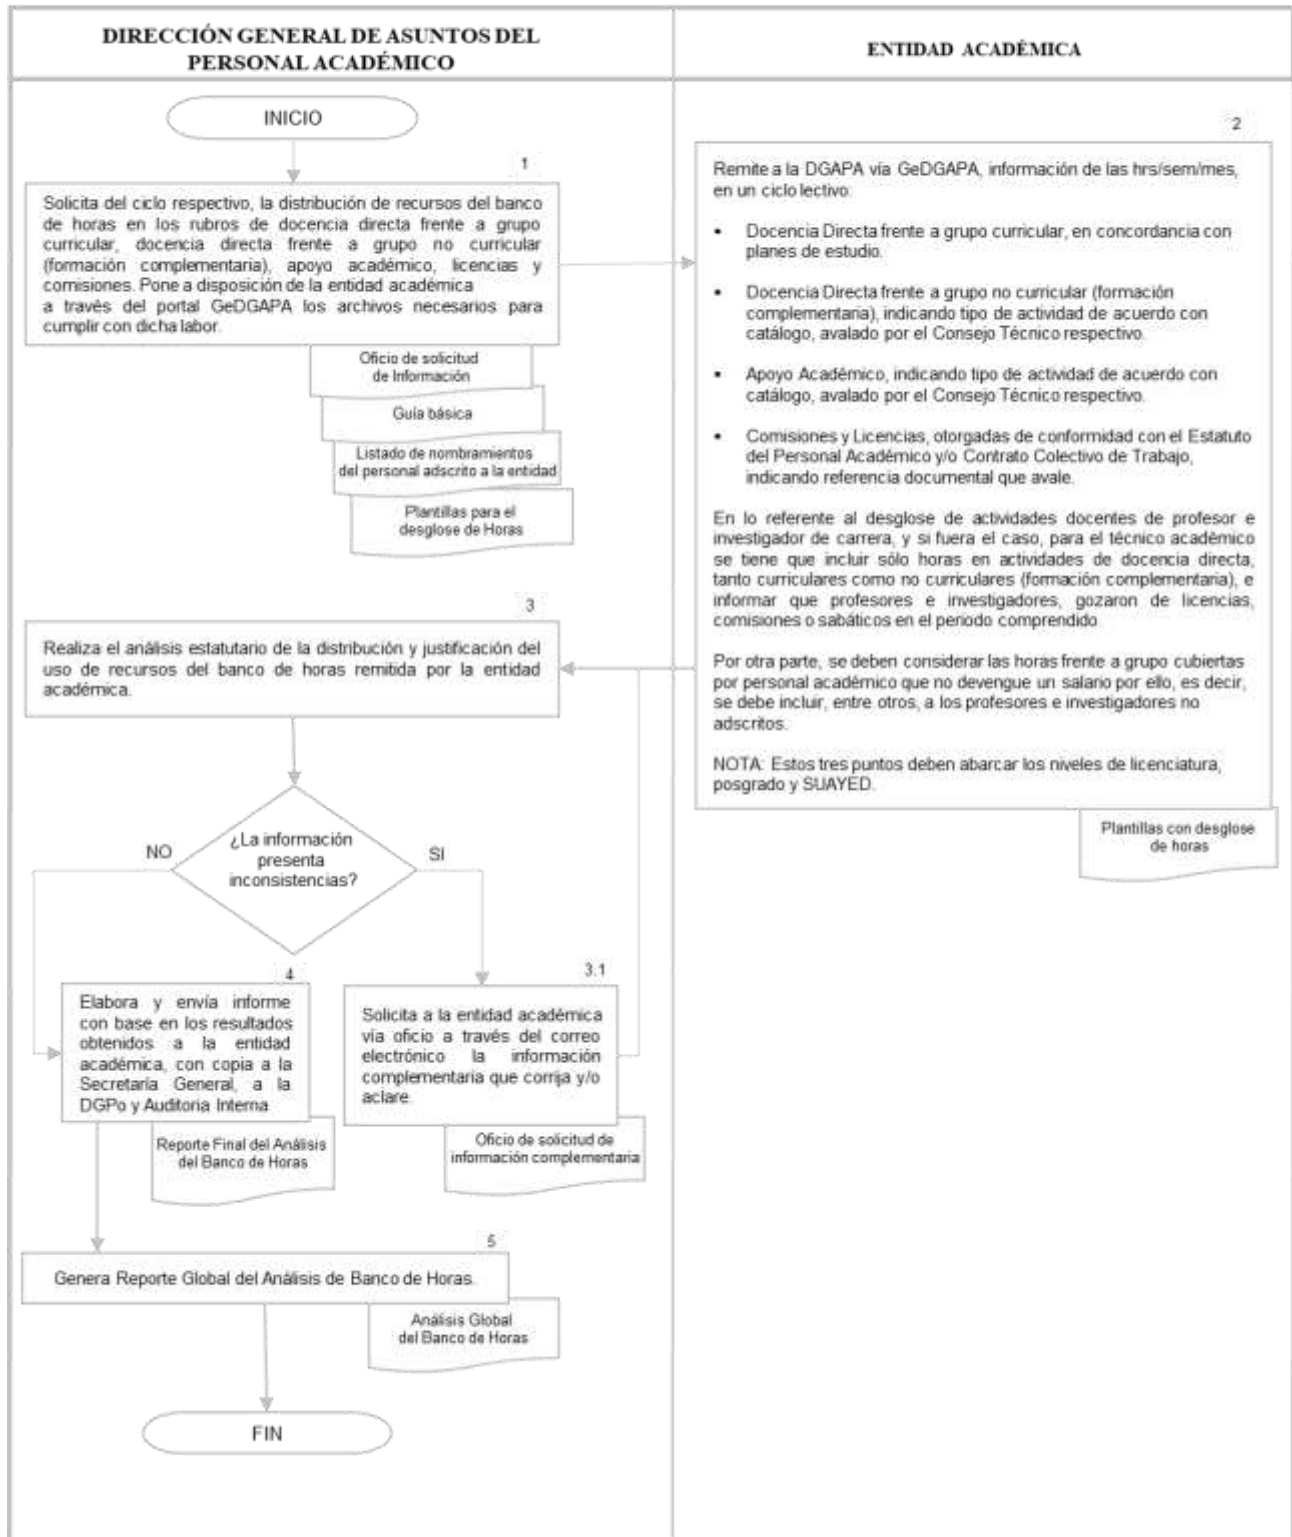 DIRECCIÓN GENERAL DE ASUNTOS DEL
PERSONAL ACADÉMICO
ENTIDAD ACADÉMICA
INICIO
1
Solicita del ciclo respectivo, la distribución de recursos del banco
de horas en los rubros de docencia directa frente a grupo
curricular, docencia directa frente a grupo no curricular
(formación complementaria), apoyo académico, licencias y
comisiones. Pone a disposición de la entidad académica
a través del portal GeDGAPA los archivos necesarios para
cumplir con dicha labor.
Oficio de solicitud
de Información
Guía básica
Listado de nombramientos
del personal adscrito a la entidad
Plantillas para el
desglose de Horas
2
Remite a la DGAPA vía GeDGAPA, información de las hrs/sem/mes,
en un ciclo lectivo:
• Docencia Directa frente a grupo curricular, en concordancia con
planes de estudio.
• Docencia Directa frente a grupo no curricular (formación
complementaria), indicando tipo de actividad de acuerdo con
catálogo, avalado por el Consejo Técnico respectivo.
• Apoyo Académico, indicando tipo de actividad de acuerdo con
catálogo, avalado por el Consejo Técnico respectivo.
• Comisiones y Licencias, otorgadas de conformidad con el Estatuto
del Personal Académico y/o Contrato Colectivo de Trabajo,
indicando referencia documental que avale.
En lo referente al desglose de actividades docentes de profesor e
investigador de carrera, y si fuera el caso, para el técnico académico
se tiene que incluir sólo horas en actividades de docencia directa,
tanto curriculares como no curriculares (formación complementaria), e
informar que profesores e investigadores, gozaron de licencias,
comisiones o sabáticos en el periodo comprendido
Por otra parte, se deben considerar las horas frente a grupo cubiertas
por personal académico que no devengue un salario por ello, es decir,
se debe incluir, entre otros, a los profesores e investigadores no
adscritos.
NOTA: Estos tres puntos deben abarcar los niveles de licenciatura,
posgrado y SUAYED.
Plantillas con desglose
de horas
3
Realiza el análisis estatutario de la distribución y justificación del
uso de recursos del banco de horas remitida por la entidad
académica.
¿La información
presenta
inconsistencias?
NO
SI
4
Elabora y envía informe
con base en los resultados
obtenidos a la entidad
académica, con copia a la
Secretaría General, a la
DGPo y Auditoria Interna
Reporte Final del Análisis
del Banco de Horas
3.1
Solicita a la entidad académica
vía oficio a través del correo
electrónico la información
complementaria que corrija y/o
aclare.
Oficio de solicitud de
información complementaria
5
Genera Reporte Global del Análisis de Banco de Horas.
Análisis Global
del Banco de Horas
FIN